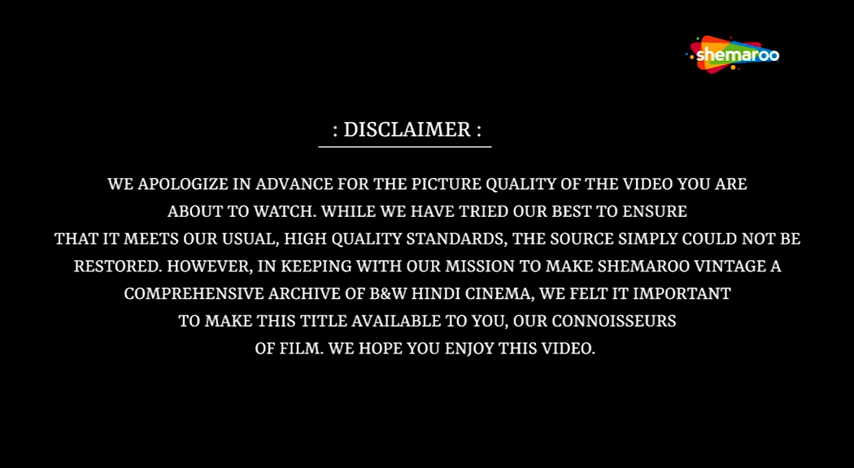 shemaroo
: DISCLAIMER :
WE APOLOGIZE IN ADVANCE FOR THE PICTURE QUALITY OF THE VIDEO YOU ARE
ABOUT TO WATCH. WHILE WE HAVE TRIED OUR BEST TO ENSURE
THAT IT MEETS OUR USUAL, HIGH QUALITY STANDARDS, THE SOURCE SIMPLY COULD NOT BE
RESTORED. HOWEVER, IN KEEPING WITH OUR MISSION TO MAKE SHEMAROO VINTAGE A
COMPREHENSIVE ARCHIVE OF B&W HINDI CINEMA, WE FELT IT IMPORTANT
TO MAKE THIS TITLE AVAILABLE TO YOU, OUR CONNOISSEURS
OF FILM. WE HOPE YOU ENJOY THIS VIDEO.